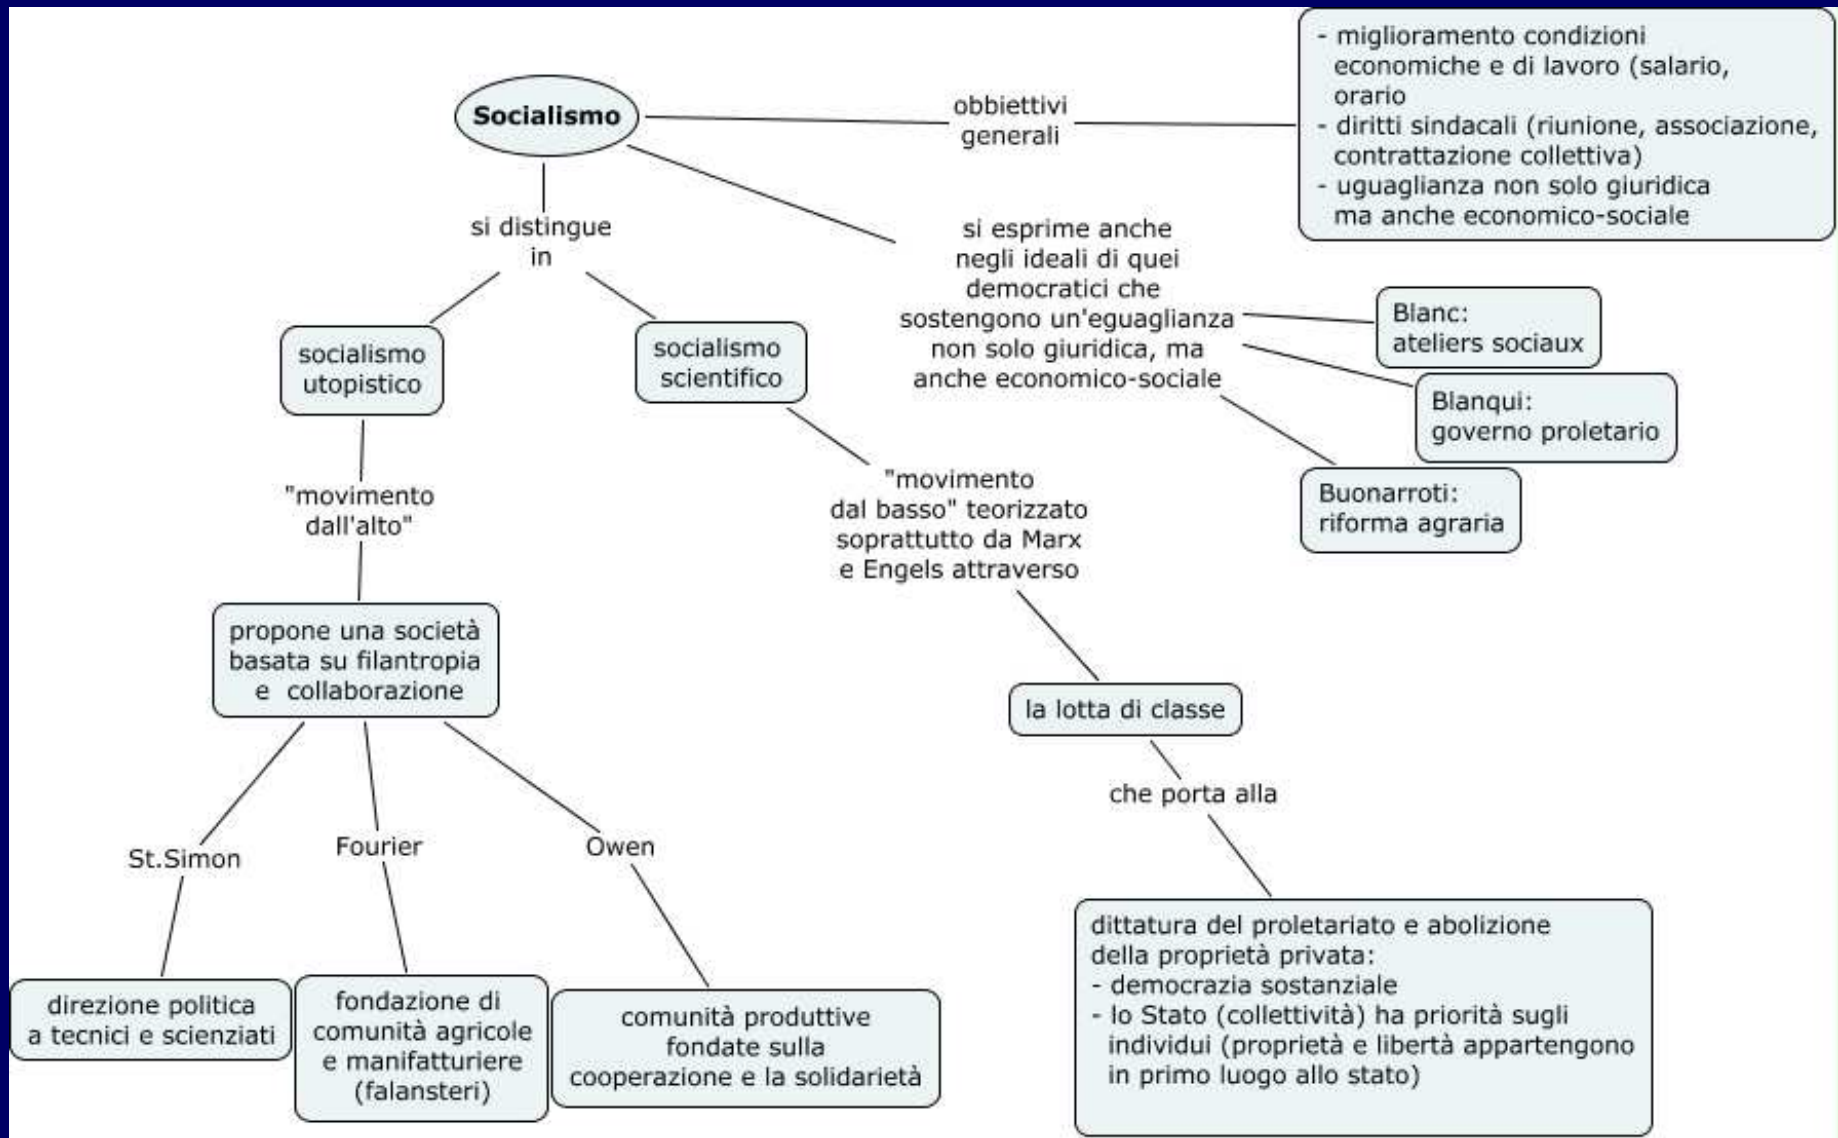 Socialismo
obbiettivi
generali
- miglioramento condizioni
economiche e di lavoro (salario,
orario
- diritti sindacali (riunione, associazione,
contrattazione collettiva)
- uguaglianza non solo giuridica
ma anche economico-sociale
si distingue
in
si esprime anche
negli ideali di quei
democratici che
sostengono un'eguaglianza
non solo giuridica, ma
anche economico-sociale
Blanc:
ateliers sociaux
Blanqui:
governo proletario
Buonarroti:
riforma agraria
socialismo
utopistico
socialismo
scientifico
"movimento
dall'alto"
"movimento
dal basso" teorizzato
soprattutto da Marx
e Engels attraverso
propone una società
basata su filantropia
e collaborazione
la lotta di classe
che porta alla
St.Simon
Fourier
Owen
direzione politica
a tecnici e scienziati
fondazione di
comunità agricole
e manifatturiere
(falansteri)
comunità produttive
fondate sulla
cooperazione e la solidarietà
dittatura del proletariato e abolizione
della proprietà privata:
- democrazia sostanziale
- lo Stato (collettività) ha priorità sugli
individui (proprietà e libertà appartengono
in primo luogo allo stato)